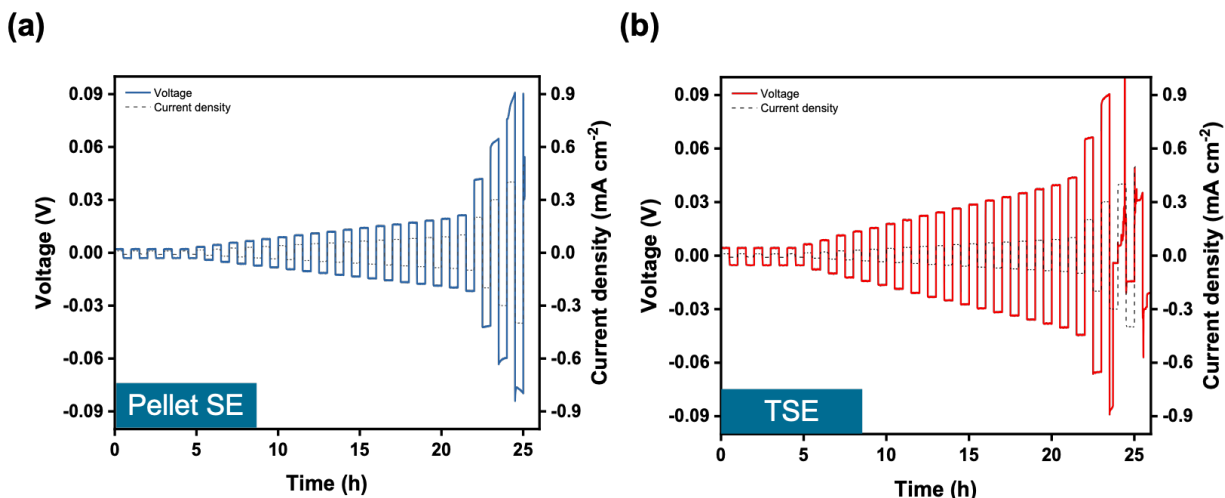 (a)
(b)
Voltage
Current density
0.09
0.06
0.03
0.00
-0.03
-0.06
-0.09
Voltage (V)
0.9
0.6
0.3
0.0
-0.3
-0.6
-0.9
Current density (mA cm-2)
Pellet SE
0 5 10 15 20 25
Time (h)
Voltage
Current density
0.09
0.06
0.03
0.00
-0.03
-0.06
-0.09
Voltage (V)
0.9
0.6
0.3
0.0
-0.3
-0.6
-0.9
Current density (mA cm-2)
TSE
0 5 10 15 20 25
Time (h)